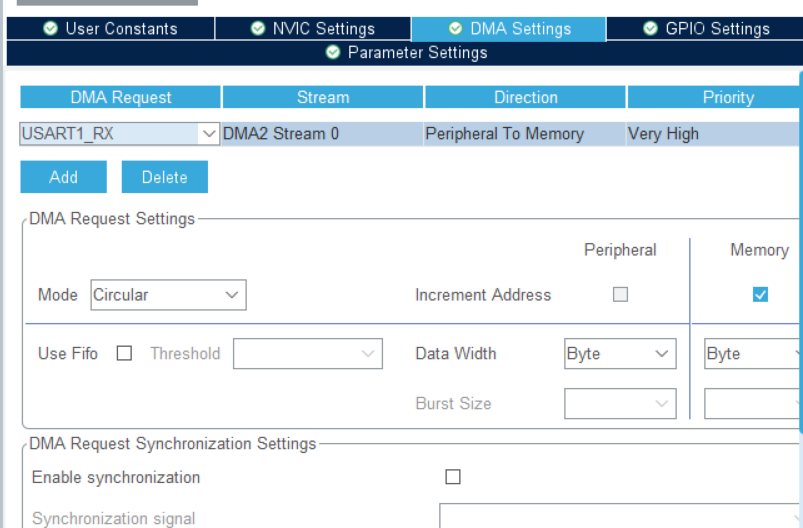 User Constants NVIC Settings DMA Settings GPIO Settings
Parameter Settings
DMA Request Stream Direction Priority
USART1_RX DMA2 Stream 0 Peripheral To Memory Very High
Add Delete
DMA Request Settings
Peripheral Memory
Mode Circular Increment Address
Use Fifo Threshold Data Width Byte Byte
Burst Size
DMA Request Synchronization Settings
Enable synchronization
Synchronization signal